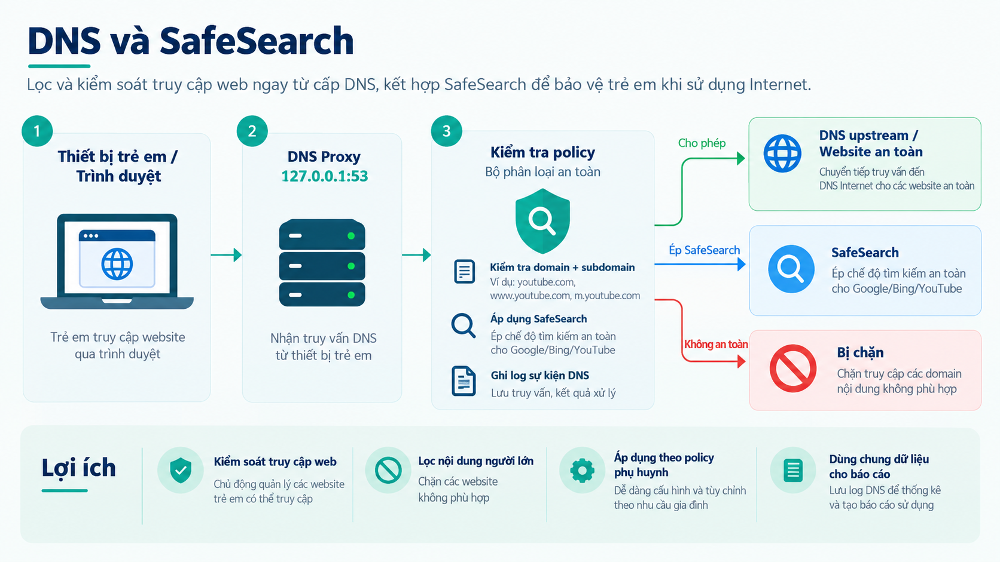 DNS và SafeSearch
Lọc và kiểm soát truy cập web ngay từ cấp DNS, kết hợp SafeSearch để bảo vệ trẻ em khi sử dụng Internet.
1
Thiết bị trẻ em /
Trình duyệt
Trẻ em truy cập website
qua trình duyệt
2
DNS Proxy
127.0.0.1:53
Nhận truy vấn DNS
từ thiết bị trẻ em
3
Kiểm tra policy
Bộ phân loại an toàn
Kiểm tra domain + subdomain
Ví dụ: youtube.com,
www.youtube.com, m.youtube.com
Áp dụng SafeSearch
Ép chế độ tìm kiếm an toàn
cho Google/Bing/YouTube
Ghi log sự kiện DNS
Lưu truy vấn, kết quả xử lý
Cho phép
DNS upstream /
Website an toàn
Chuyển tiếp truy vấn đến
DNS Internet cho các website an toàn
Ép SafeSearch
SafeSearch
Ép chế độ tìm kiếm an toàn
cho Google/Bing/YouTube
Không an toàn
Bị chặn
Chặn truy cập các domain
nội dung không phù hợp
Lợi ích
Kiểm soát truy cập web
Chủ động quản lý các website
trẻ em có thể truy cập
Lọc nội dung người lớn
Chặn các website
không phù hợp
Áp dụng theo policy
phụ huynh
Dễ dàng cấu hình và tùy chỉnh
theo nhu cầu gia đình
Dùng chung dữ liệu
cho báo cáo
Lưu log DNS để thống kê
và tạo báo cáo sử dụng